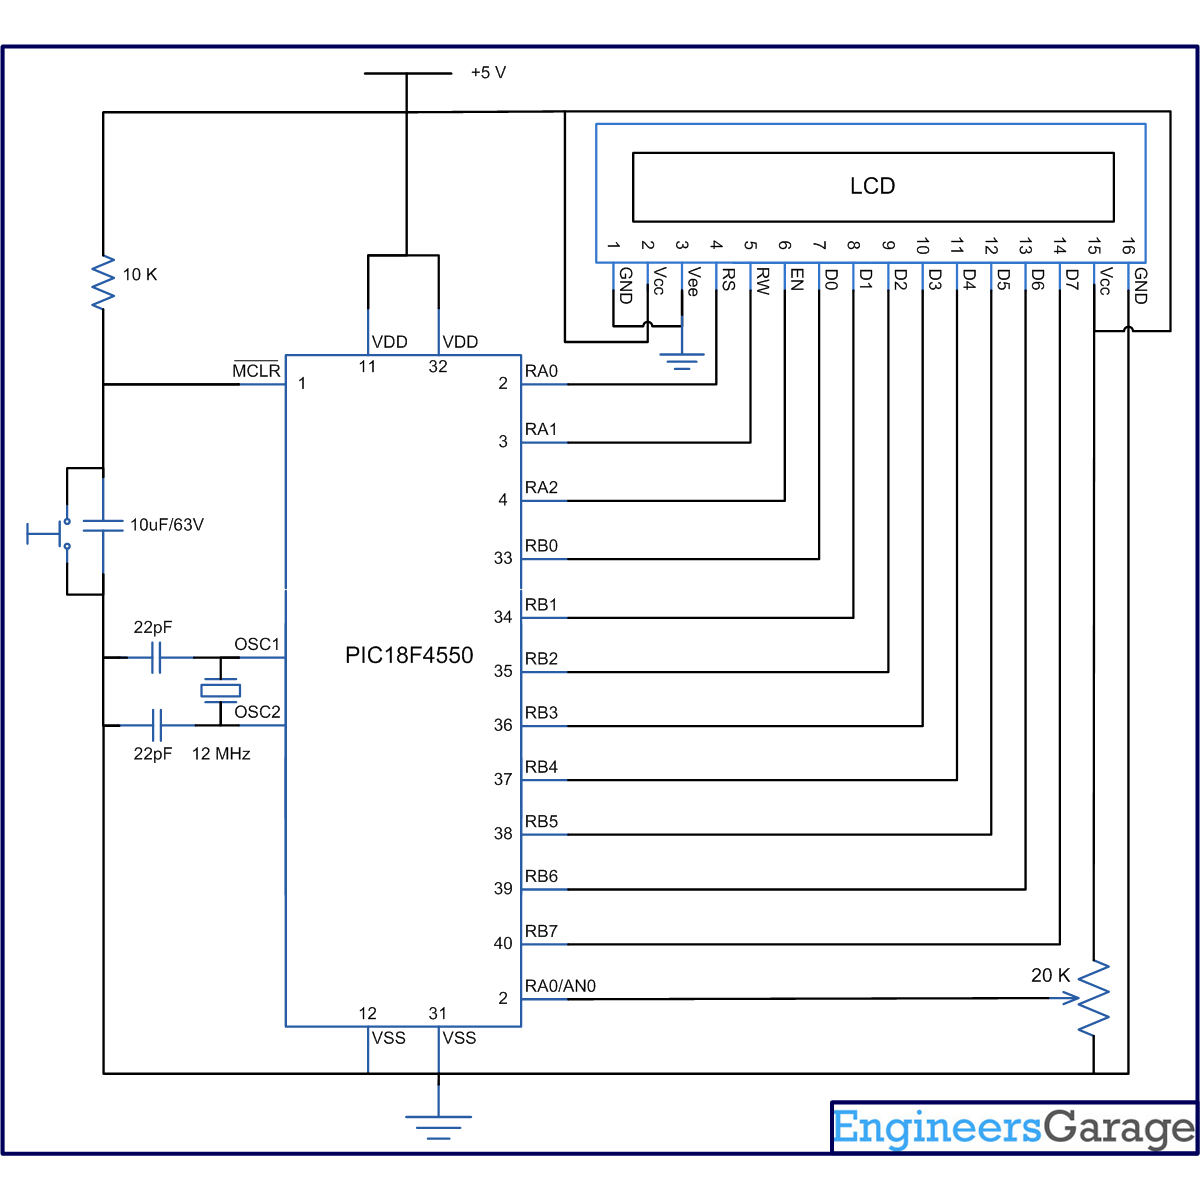 +5 V
LCD
1 2 3 4 5 6 7 8 9 10 11 12 13 14 15 16
GND Vcc Vee RS RW EN D0 D1 D2 D3 D4 D5 D6 D7 Vcc GND
10 K
VDD VDD
11 32
MCLR
1
RA0
2
RA1
3
RA2
4
10uF/63V
RB0
33
RB1
34
22pF
OSC1
PIC18F4550
RB2
35
OSC2
RB3
36
22pF 12 MHz
RB4
37
RB5
38
RB6
39
RB7
40
20 K
RA0/AN0
2
12 31
VSS VSS
EngineersGarage